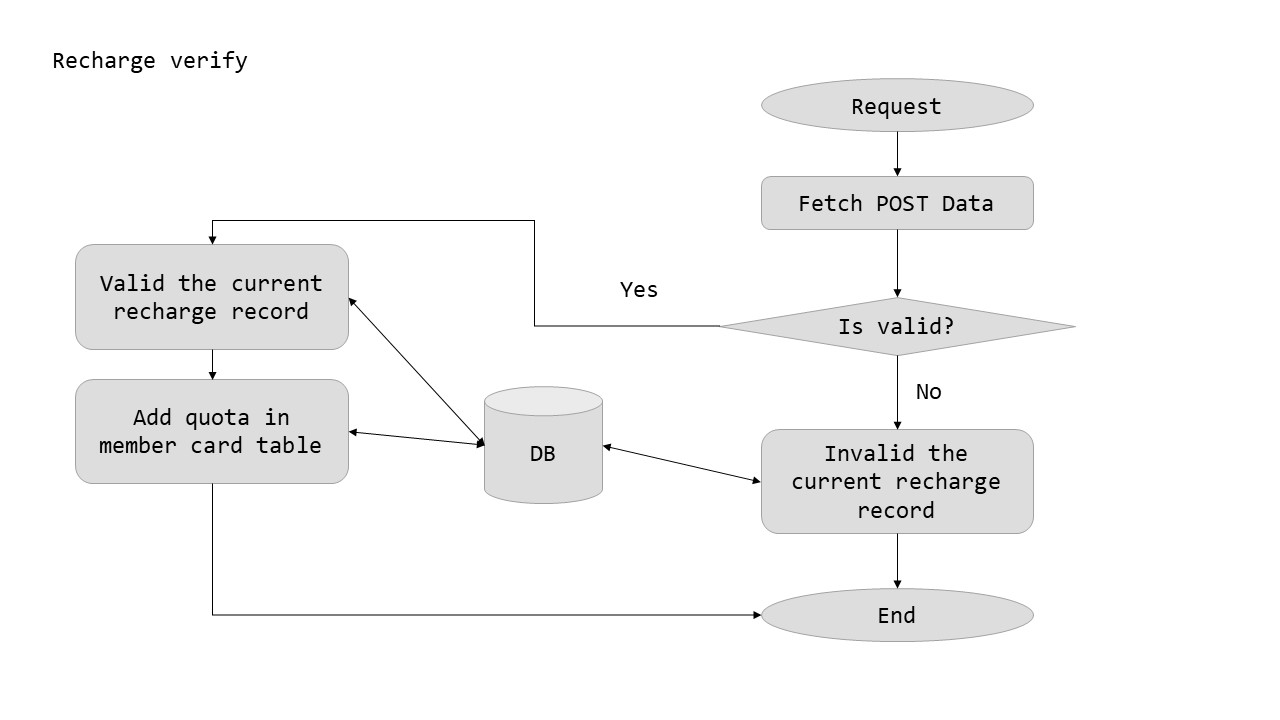 Recharge verify
Request
Fetch POST Data
Is valid?
Yes
No
Valid the current
recharge record
Add quota in
member card table
DB
Invalid the
current recharge
record
End